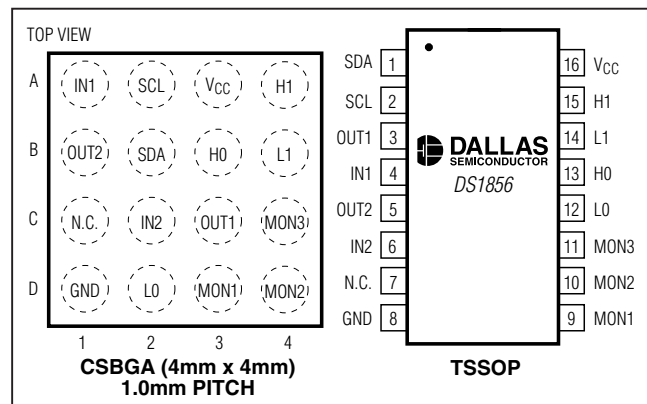 TOP VIEW
A IN1 SCL VCC H1
B OUT2 SDA H0 L1
C N.C. IN2 OUT1 MON3
D GND L0 MON1 MON2
1 2 3 4
CSBGA (4mm x 4mm)
1.0mm PITCH
SDA 1 16 VCC
SCL 2 15 H1
OUT1 3 14 L1
IN1 4 13 H0
OUT2 5 12 L0
IN2 6 11 MON3
N.C. 7 10 MON2
GND 8 9 MON1
DALLAS
SEMICONDUCTOR
DS1856
TSSOP